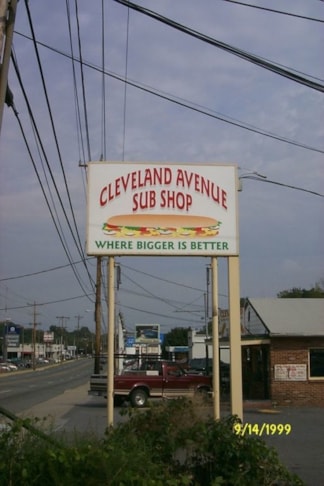 CLEVELAND AVENUE
SUB SHOP
WHERE BIGGER IS BETTER
9/14/1999